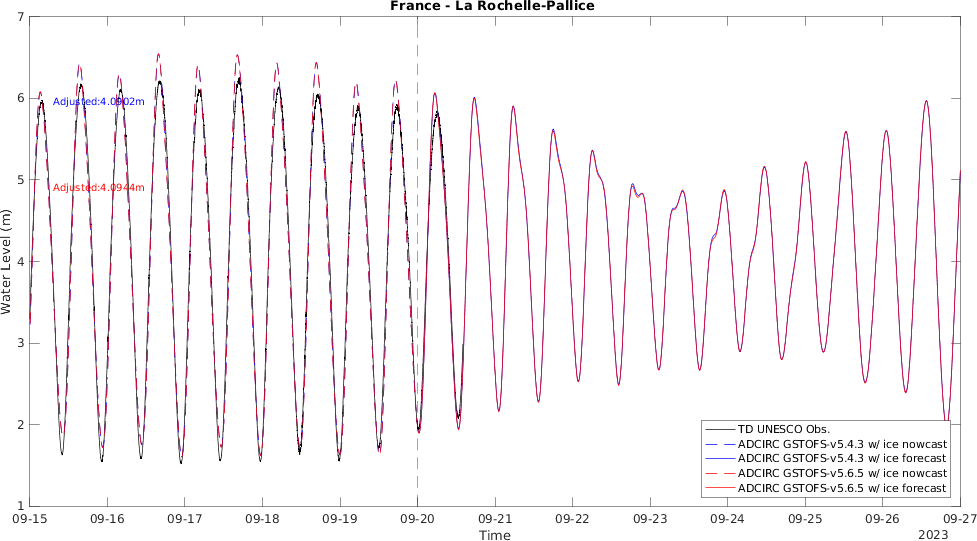 France - La Rochelle-Pallice
7
6
5
4
3
2
1
Water Level (m)
Adjusted:4.0902m
Adjusted:4.0944m
TD UNESCO Obs.
ADCIRC GSTOFS-v5.4.3 w/ ice nowcast
ADCIRC GSTOFS-v5.4.3 w/ ice forecast
ADCIRC GSTOFS-v5.6.5 w/ ice nowcast
ADCIRC GSTOFS-v5.6.5 w/ ice forecast
09-15 09-16 09-17 09-18 09-19 09-20 09-21 09-22 09-23 09-24 09-25 09-26 09-27
Time
2023